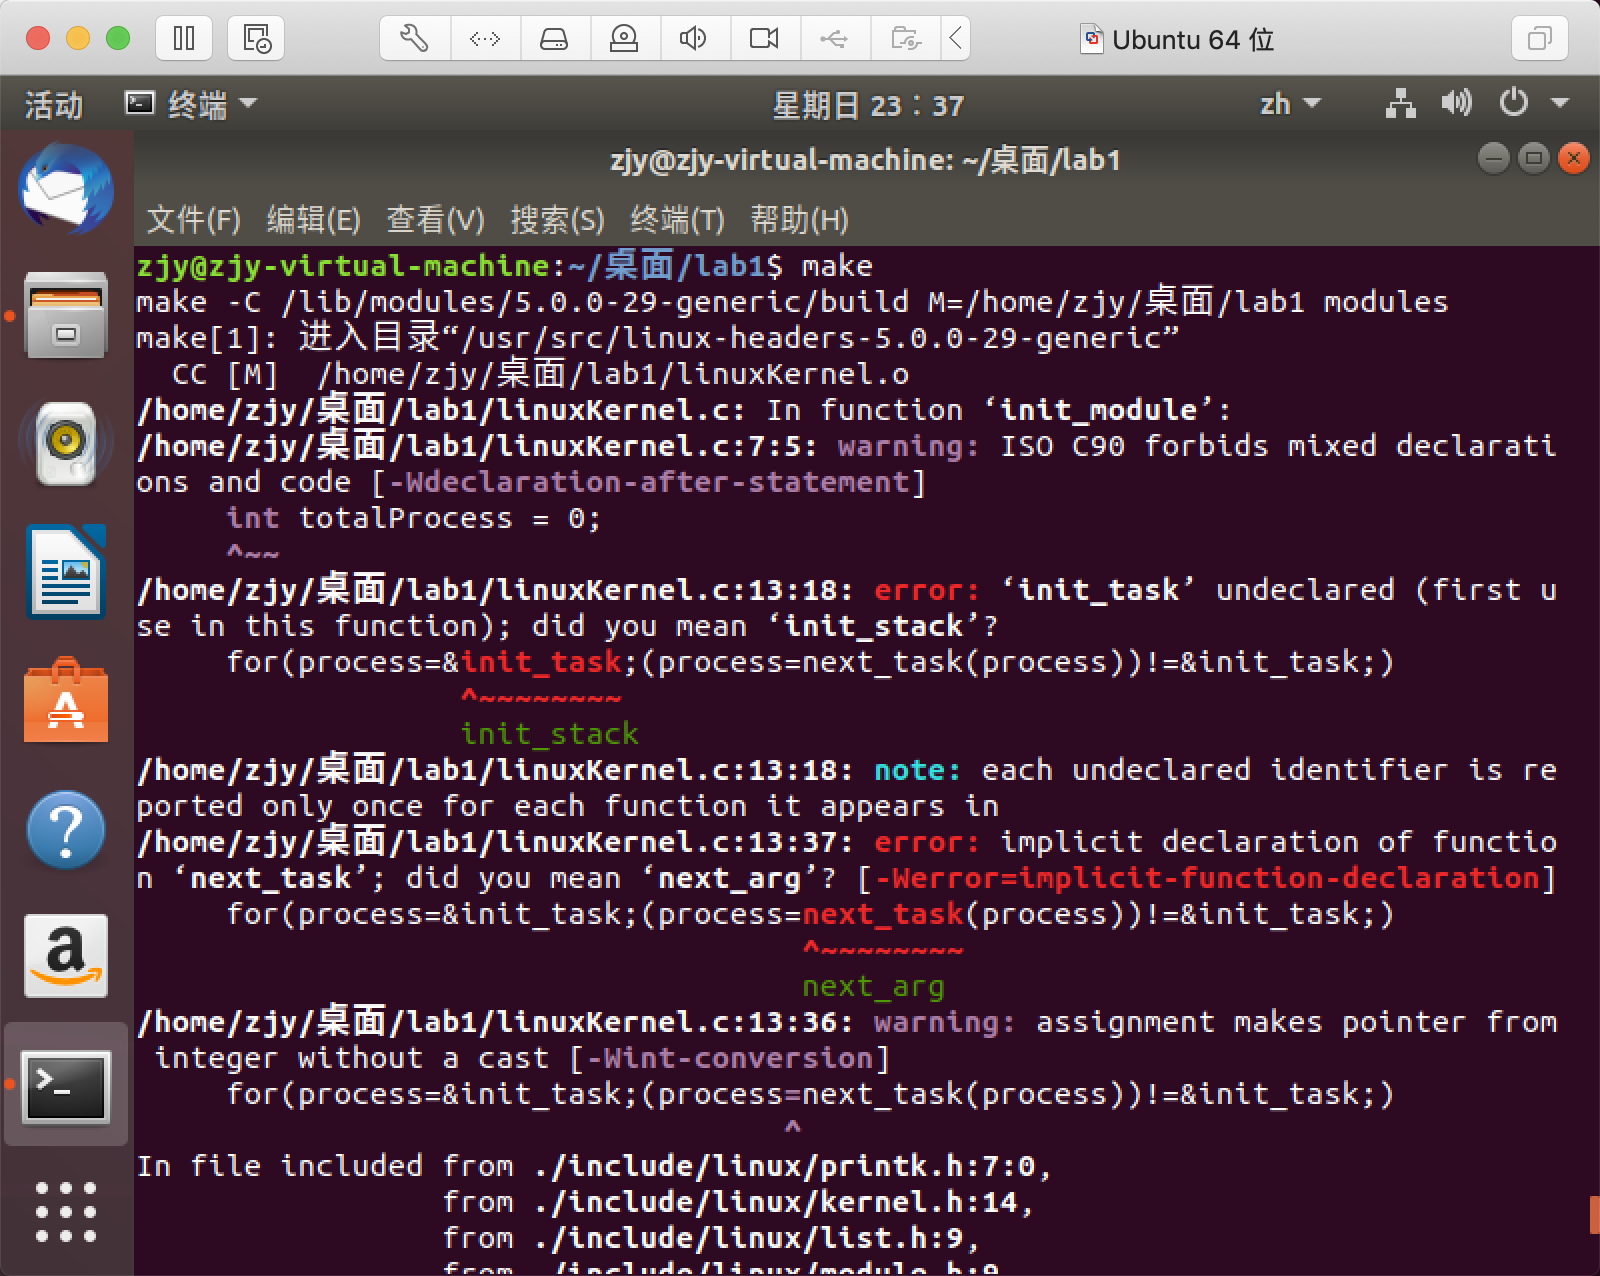 Ubuntu 64 位
活动 终端 星期日 23：37 zh
zjy@zjy-virtual-machine: ~/桌面/lab1
文件(F) 编辑(E) 查看(V) 搜索(S) 终端(T) 帮助(H)
zjy@zjy-virtual-machine:~/桌面/lab1$ make
make -C /lib/modules/5.0.0-29-generic/build M=/home/zjy/桌面/lab1 modules
make[1]: 进入目录“/usr/src/linux-headers-5.0.0-29-generic”
  CC [M]  /home/zjy/桌面/lab1/linuxKernel.o
/home/zjy/桌面/lab1/linuxKernel.c: In function ‘init_module’:
/home/zjy/桌面/lab1/linuxKernel.c:7:5: warning: ISO C90 forbids mixed declarati
ons and code [-Wdeclaration-after-statement]
     int totalProcess = 0;
     ^~~
/home/zjy/桌面/lab1/linuxKernel.c:13:18: error: ‘init_task’ undeclared (first u
se in this function); did you mean ‘init_stack’?
     for(process=&init_task;(process=next_task(process))!=&init_task;)
                  ^~~~~~~~~
                  init_stack
/home/zjy/桌面/lab1/linuxKernel.c:13:18: note: each undeclared identifier is re
ported only once for each function it appears in
/home/zjy/桌面/lab1/linuxKernel.c:13:37: error: implicit declaration of functio
n ‘next_task’; did you mean ‘next_arg’? [-Werror=implicit-function-declaration]
     for(process=&init_task;(process=next_task(process))!=&init_task;)
                                     ^~~~~~~~~
                                     next_arg
/home/zjy/桌面/lab1/linuxKernel.c:13:36: warning: assignment makes pointer from
 integer without a cast [-Wint-conversion]
     for(process=&init_task;(process=next_task(process))!=&init_task;)
                                    ^
In file included from ./include/linux/printk.h:7:0,
                 from ./include/linux/kernel.h:14,
                 from ./include/linux/list.h:9,
                 from ./include/linux/module.h:9